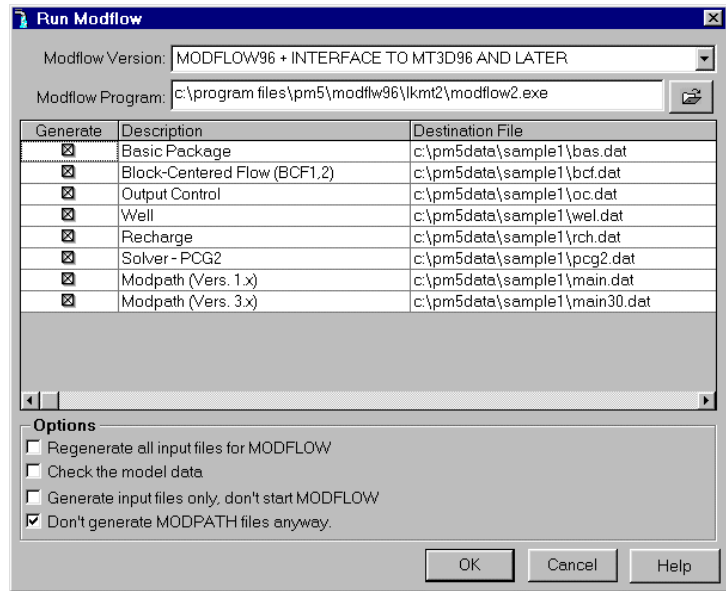 Run Modflow
Modflow Version: MODFLOW96 + INTERFACE TO MT3D96 AND LATER
Modflow Program: c:\program files\pm5\modflw96\lkmt2\modflow2.exe
Generate Description Destination File
Basic Package c:\pm5data\sample1\bas.dat
Block-Centered Flow (BCF1,2) c:\pm5data\sample1\bcf.dat
Output Control c:\pm5data\sample1\oc.dat
Well c:\pm5data\sample1\wel.dat
Recharge c:\pm5data\sample1\rch.dat
Solver - PCG2 c:\pm5data\sample1\pcg2.dat
Modpath (Vers. 1.x) c:\pm5data\sample1\main.dat
Modpath (Vers. 3.x) c:\pm5data\sample1\main30.dat
Options
Regenerate all input files for MODFLOW
Check the model data
Generate input files only, don't start MODFLOW
Don't generate MODPATH files anyway.
OK Cancel Help